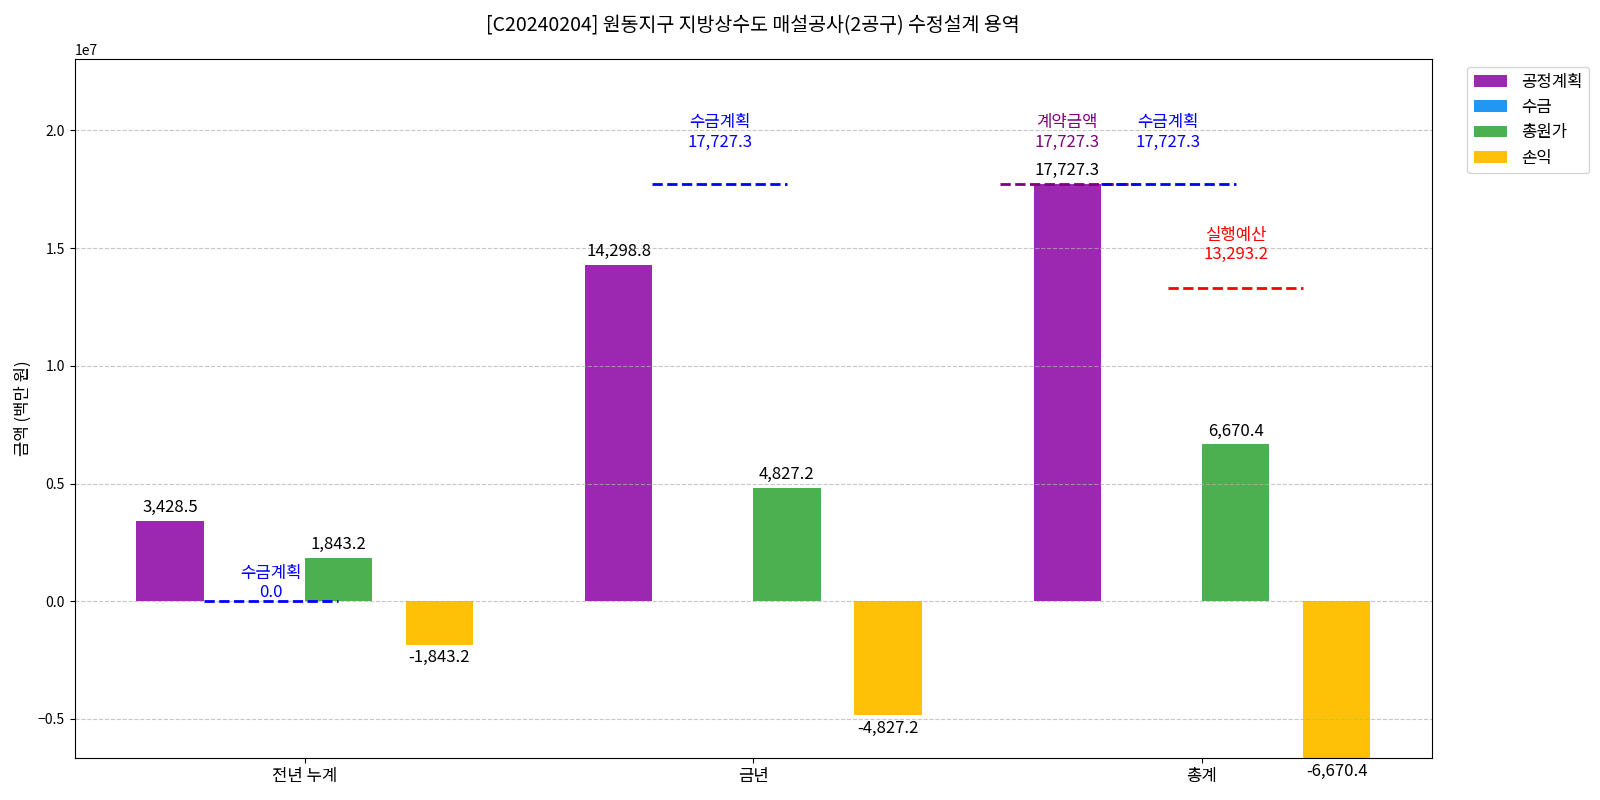 [C20240204] 원동지구 지방상수도 매설공사(2공구) 수정설계 용역
1e7
공정계획
수금
총원가
손익
2.0
1.5
1.0
0.5
0.0
−0.5
금액 (백만 원)
수금계획
17,727.3
계약금액
17,727.3
수금계획
17,727.3
17,727.3
실행예산
13,293.2
14,298.8
6,670.4
4,827.2
3,428.5
1,843.2
수금계획
0.0
-1,843.2
-4,827.2
-6,670.4
전년 누계
금년
총계